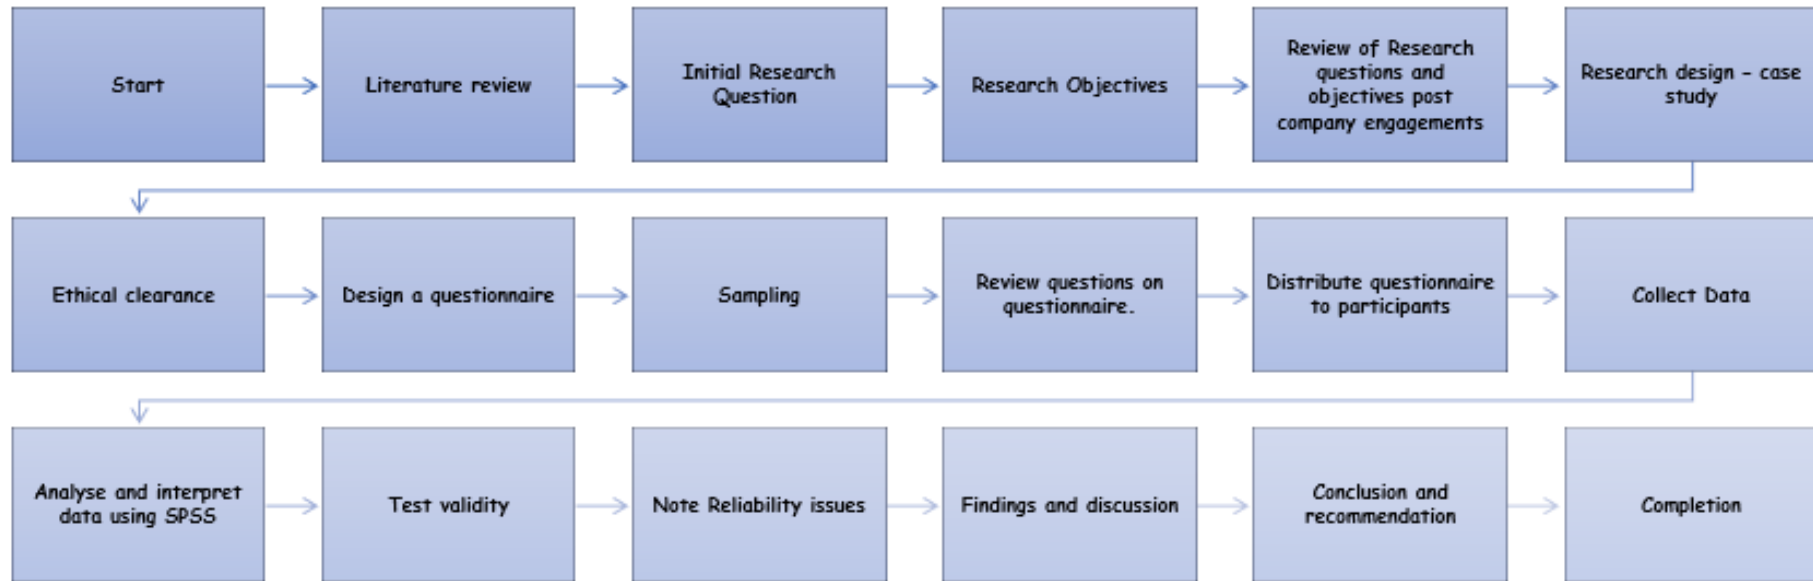 Start
Literature review
Initial Research
Question
Research Objectives
Review of Research
questions and
objectives post
company engagements
Research design – case
study
Ethical clearance
Design a questionnaire
Sampling
Review questions on
questionnaire.
Distribute questionnaire
to participants
Collect Data
Analyse and interpret
data using SPSS
Test validity
Note Reliability issues
Findings and discussion
Conclusion and
recommendation
Completion